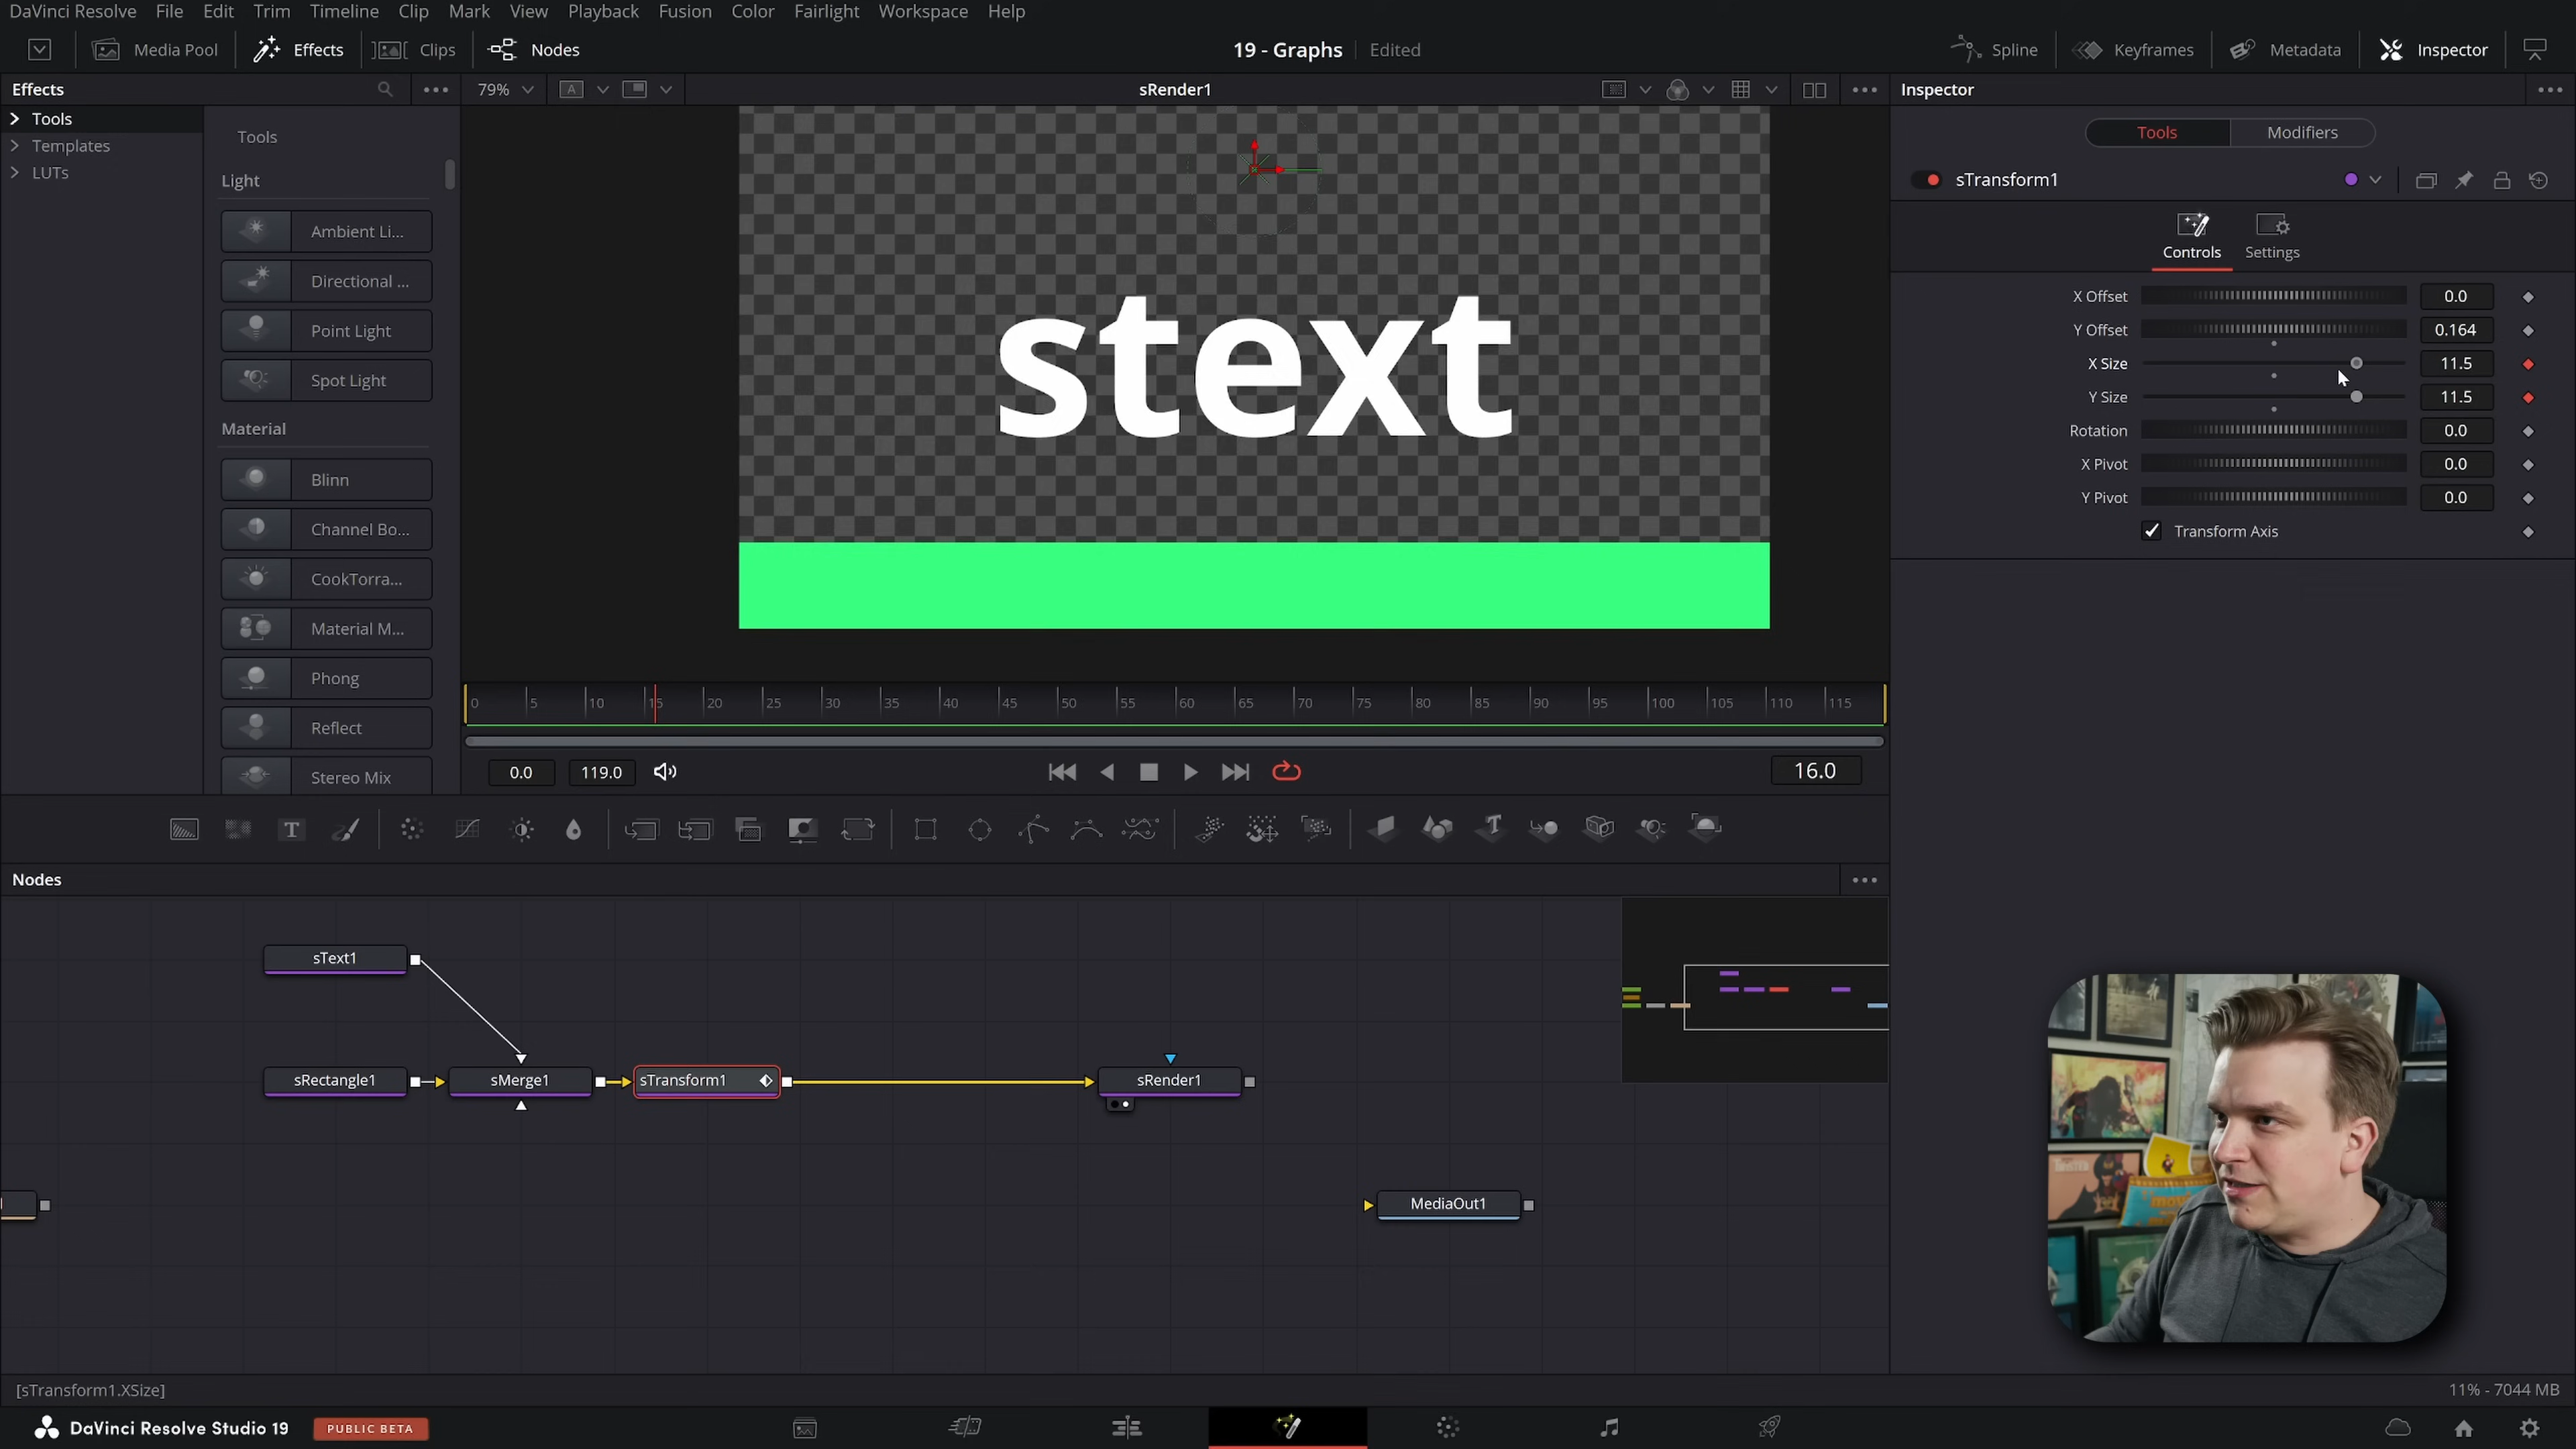 DaVinci Resolve File Edit Trim Timeline Clip Mark View Playback Fusion Color Fairlight Workspace Help
Media Pool Effects Clips Nodes 19 - Graphs Edited Spline Keyframes Metadata Inspector
Effects 79% A sRender1 Inspector
Tools
Templates
LUTs
Tools
Light
Ambient Li...
Directional ...
Point Light
Spot Light
Material
Blinn
Channel Bo...
CookTorra...
Material M...
Phong
Reflect
Stereo Mix
stext
0 5 10 15 20 25 30 35 40 45 50 55 60 65 70 75 80 85 90 95 100 105 110 115
0.0 119.0 16.0
Tools Modifiers
sTransform1
Controls Settings
X Offset 0.0
Y Offset 0.164
X Size 11.5
Y Size 11.5
Rotation 0.0
X Pivot 0.0
Y Pivot 0.0
Transform Axis
T
Nodes
sText1
sRectangle1 sMerge1 sTransform1 sRender1
MediaOut1
[sTransform1.XSize] 11% - 7044 MB
DaVinci Resolve Studio 19 PUBLIC BETA